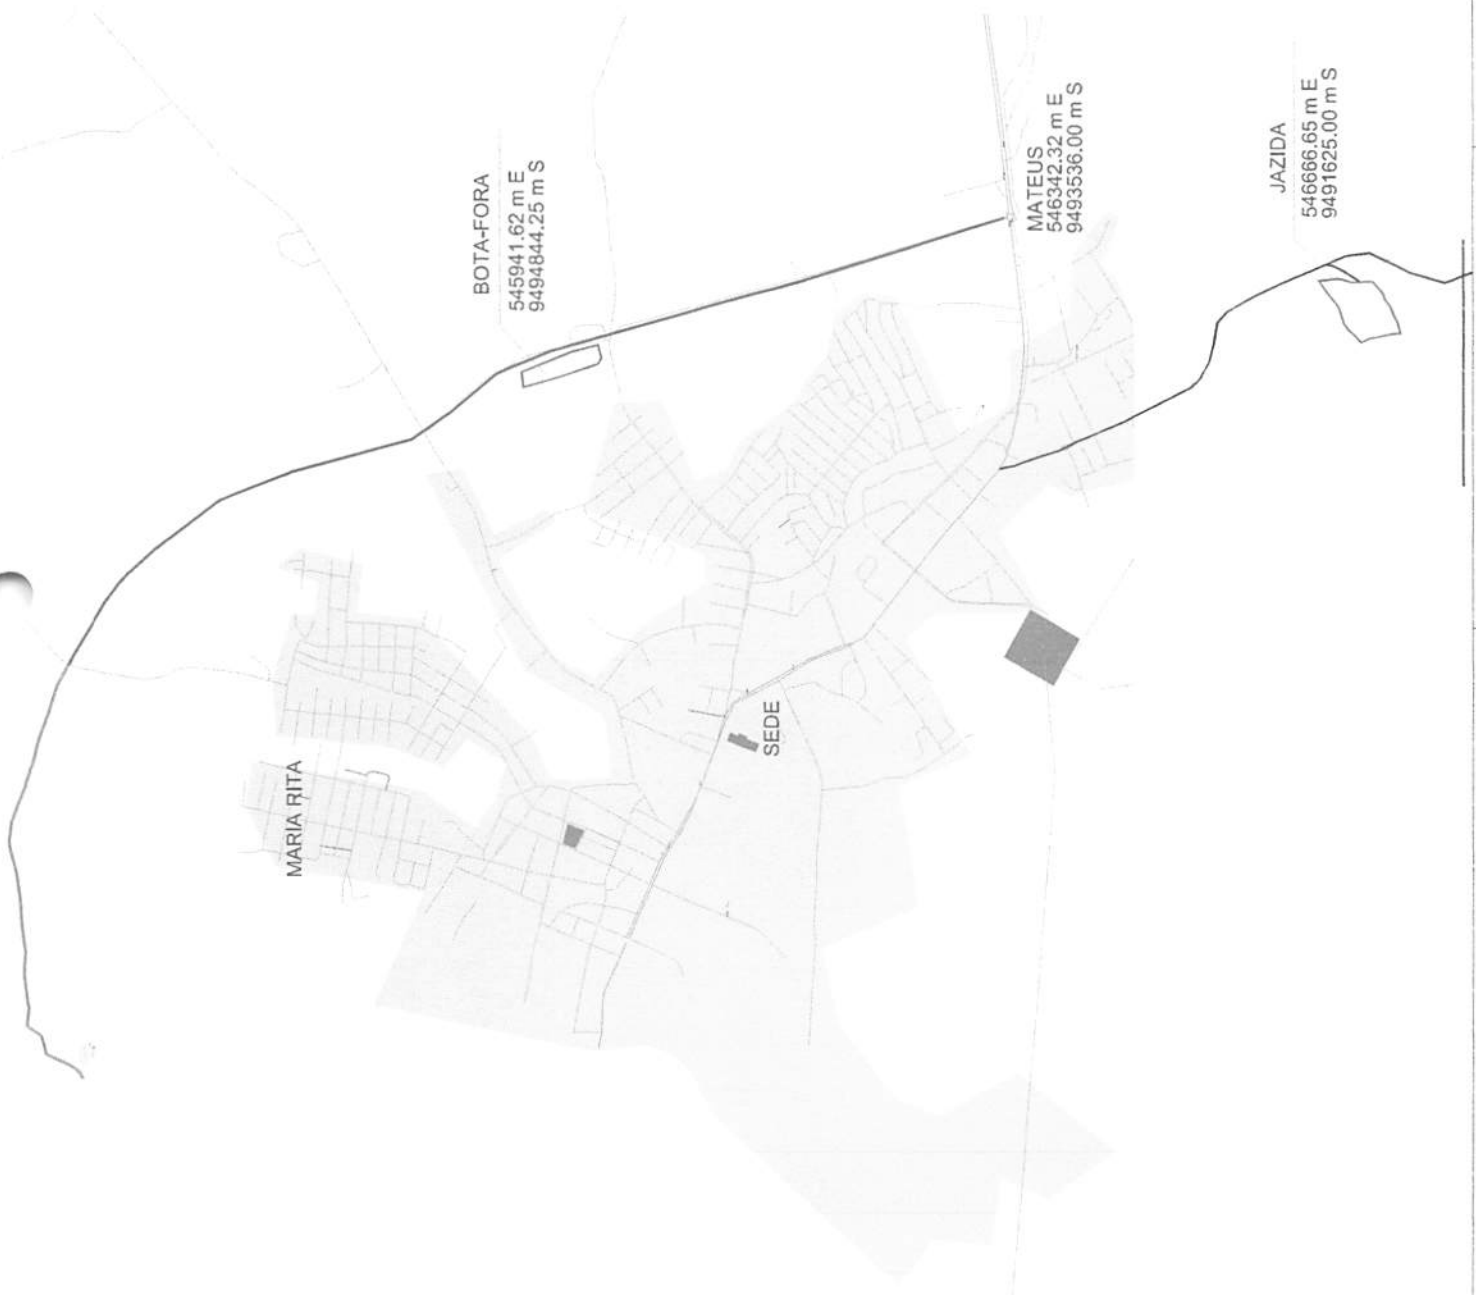 BOTA-FORA
545941.62 m E
9494844.25 m S
MATEUS
546342.32 m E
9493536.00 m S
JAZIDA
546666.65 m E
9491625.00 m S
MARIA RITA
SEDE